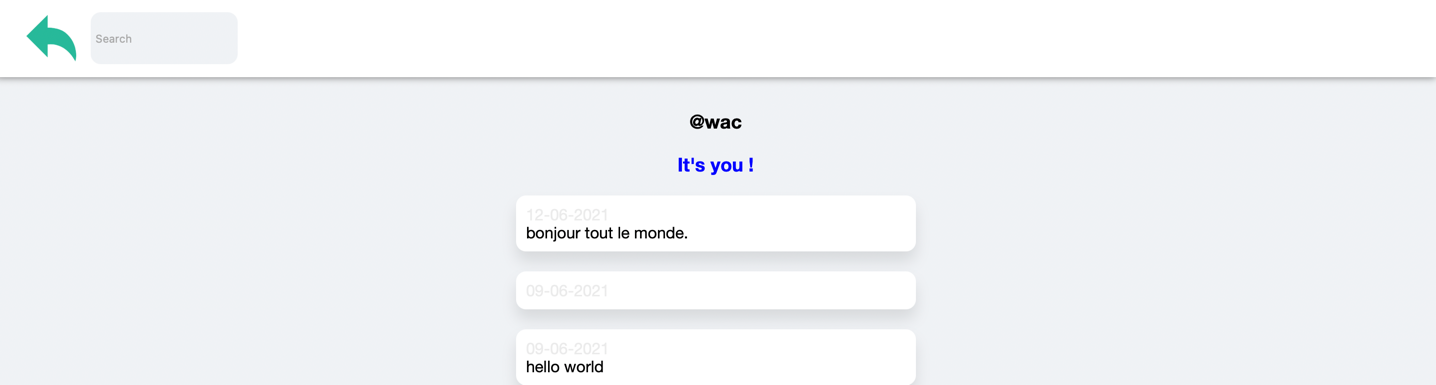 Search
@wac
It's you !
12-06-2021
bonjour tout le monde.
09-06-2021
09-06-2021
hello world